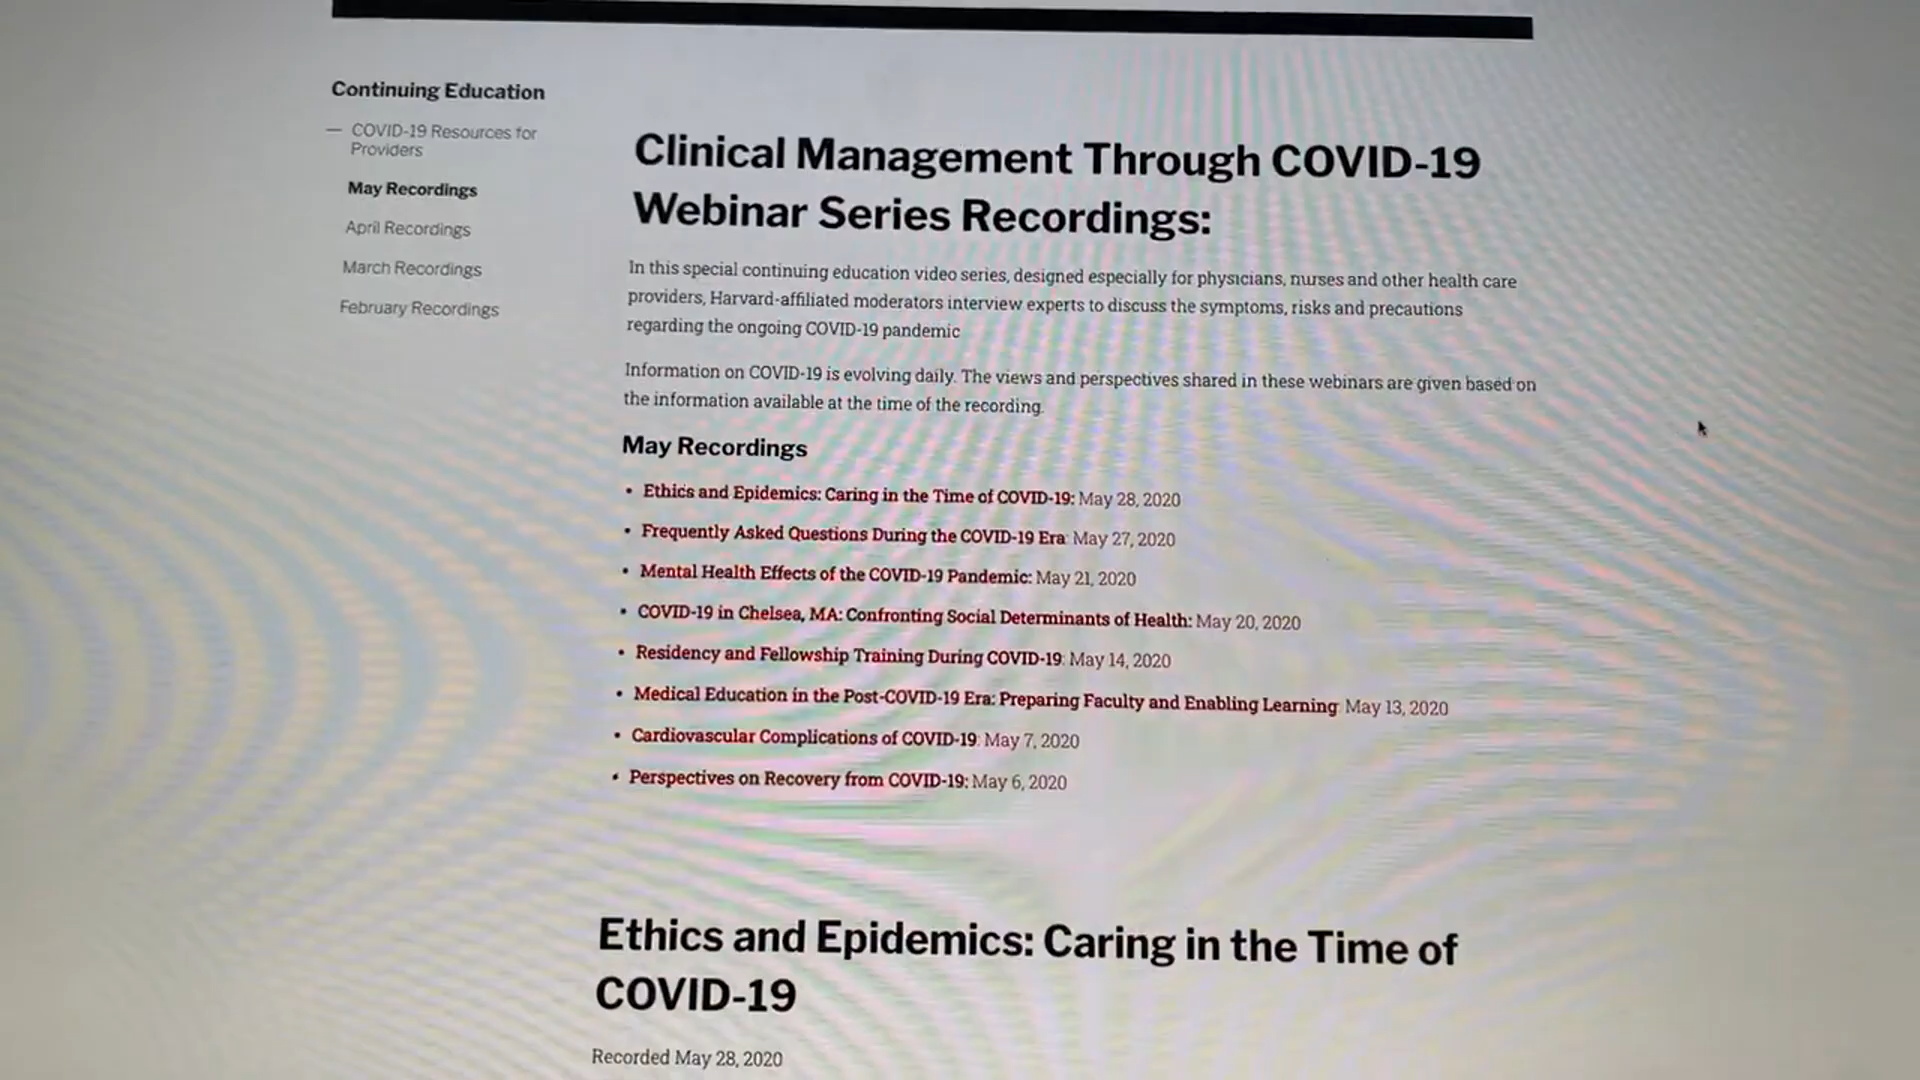 Continuing Education
— COVID-19 Resources for
Providers
May Recordings
April Recordings
March Recordings
February Recordings
Clinical Management Through COVID-19
Webinar Series Recordings:
In this special continuing education video series, designed especially for physicians, nurses and other health care
providers, Harvard-affiliated moderators interview experts to discuss the symptoms, risks and precautions
regarding the ongoing COVID-19 pandemic
Information on COVID-19 is evolving daily. The views and perspectives shared in these webinars are given based on
the information available at the time of the recording.
May Recordings
• Ethics and Epidemics: Caring in the Time of COVID-19: May 28, 2020
• Frequently Asked Questions During the COVID-19 Era: May 27, 2020
• Mental Health Effects of the COVID-19 Pandemic: May 21, 2020
• COVID-19 in Chelsea, MA: Confronting Social Determinants of Health: May 20, 2020
• Residency and Fellowship Training During COVID-19: May 14, 2020
• Medical Education in the Post-COVID-19 Era: Preparing Faculty and Enabling Learning: May 13, 2020
• Cardiovascular Complications of COVID-19: May 7, 2020
• Perspectives on Recovery from COVID-19: May 6, 2020
Ethics and Epidemics: Caring in the Time of
COVID-19
Recorded May 28, 2020